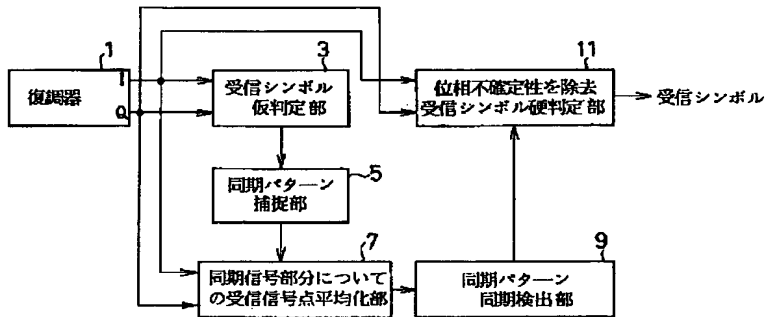 1
復調器
I
Q
3
受信シンボル
仮判定部
11
位相不確定性を除去
受信シンボル硬判定部
受信シンボル
5
同期パターン
捕捉部
7
同期信号部分について
の受信信号点平均化部
9
同期パターン
同期検出部